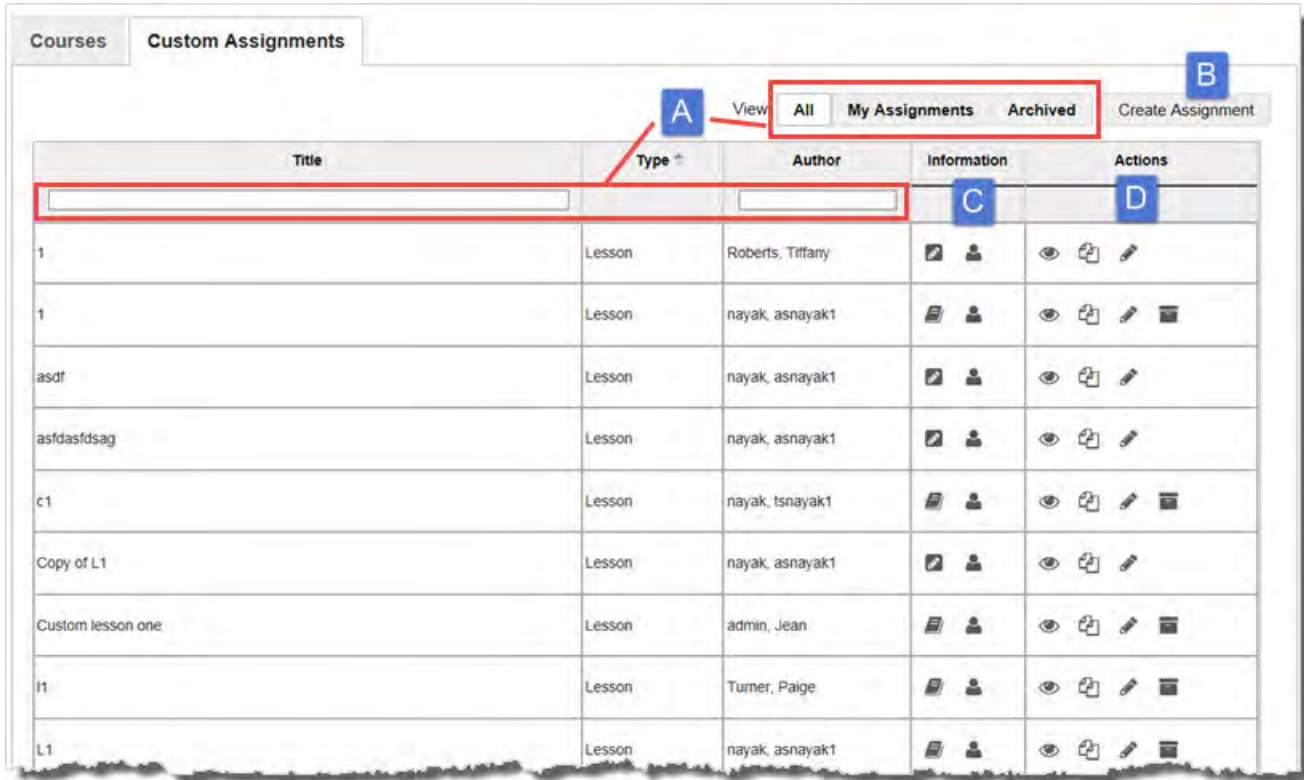 Courses Custom Assignments
B
A View All My Assignments Archived Create Assignment
Title Type Author Information Actions
C D
1 Lesson Roberts, Tiffany
1 Lesson nayak, asnayak1
asdf Lesson nayak, asnayak1
asfdasfdsag Lesson nayak, asnayak1
c1 Lesson nayak, tsnayak1
Copy of L1 Lesson nayak, asnayak1
Custom lesson one Lesson admin, Jean
l1 Lesson Turner, Paige
L1 Lesson nayak, asnayak1